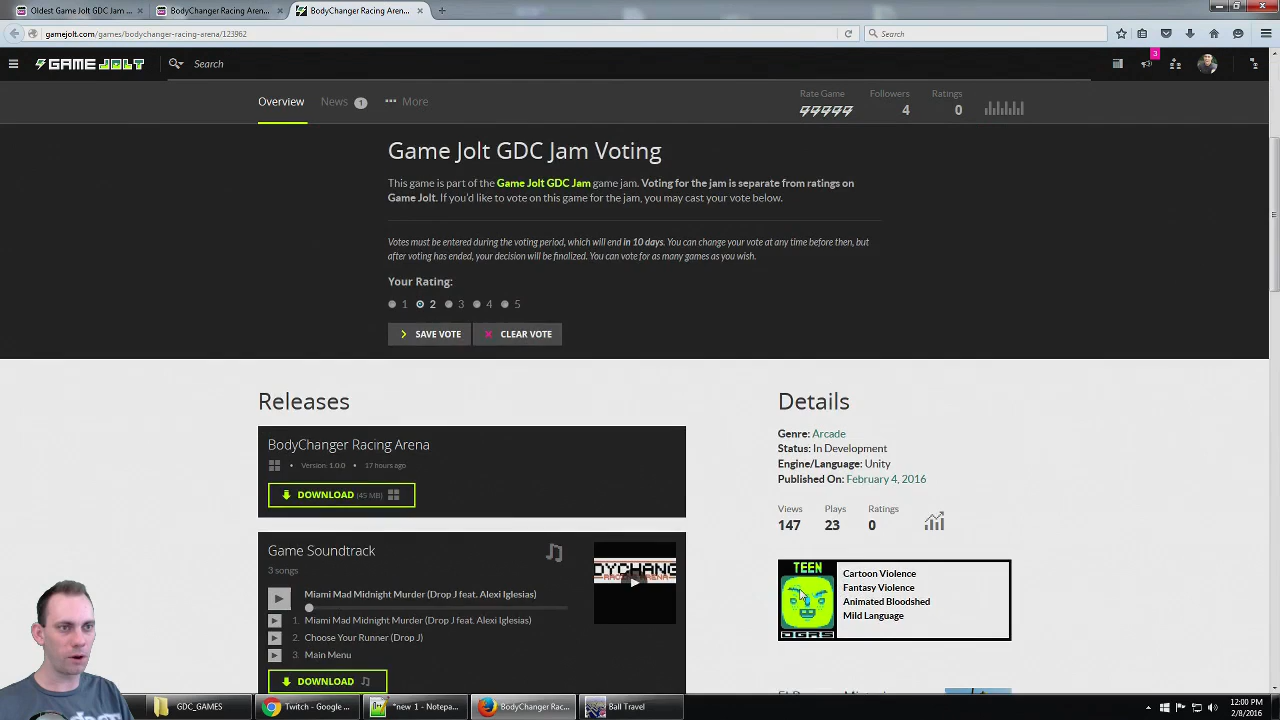 Oldest Game Jolt GDC Jam ...
BodyChanger Racing Aren...
BodyChanger Racing Aren...
gamejolt.com/games/bodychanger-racing-arena/123962
Search
GAME JOLT
Search
3
Overview
News 1
More
Rate Game
Followers
Ratings
4
0
Game Jolt GDC Jam Voting
This game is part of the Game Jolt GDC Jam game jam. Voting for the jam is separate from ratings on
Game Jolt. If you'd like to vote on this game for the jam, you may cast your vote below.
Votes must be entered during the voting period, which will end in 10 days. You can change your vote at any time before then, but
after voting has ended, your decision will be finalized. You can vote for as many games as you wish.
Your Rating:
1 2 3 4 5
SAVE VOTE
CLEAR VOTE
Releases
BodyChanger Racing Arena
Version: 1.0.0 • 17 hours ago
DOWNLOAD (45 MB)
Game Soundtrack
3 songs
Miami Mad Midnight Murder (Drop J feat. Alexi Iglesias)
1. Miami Mad Midnight Murder (Drop J feat. Alexi Iglesias)
2. Choose Your Runner (Drop J)
3. Main Menu
DOWNLOAD
ODYCHANG
Details
Genre: Arcade
Status: In Development
Engine/Language: Unity
Published On: February 4, 2016
Views
Plays
Ratings
147
23
0
TEEN
DGRS
Cartoon Violence
Fantasy Violence
Animated Bloodshed
Mild Language
GDC_GAMES
Twitch - Google ...
*new 1 - Notepa...
BodyChanger Rac...
Ball Travel
12:00 PM
2/8/2016